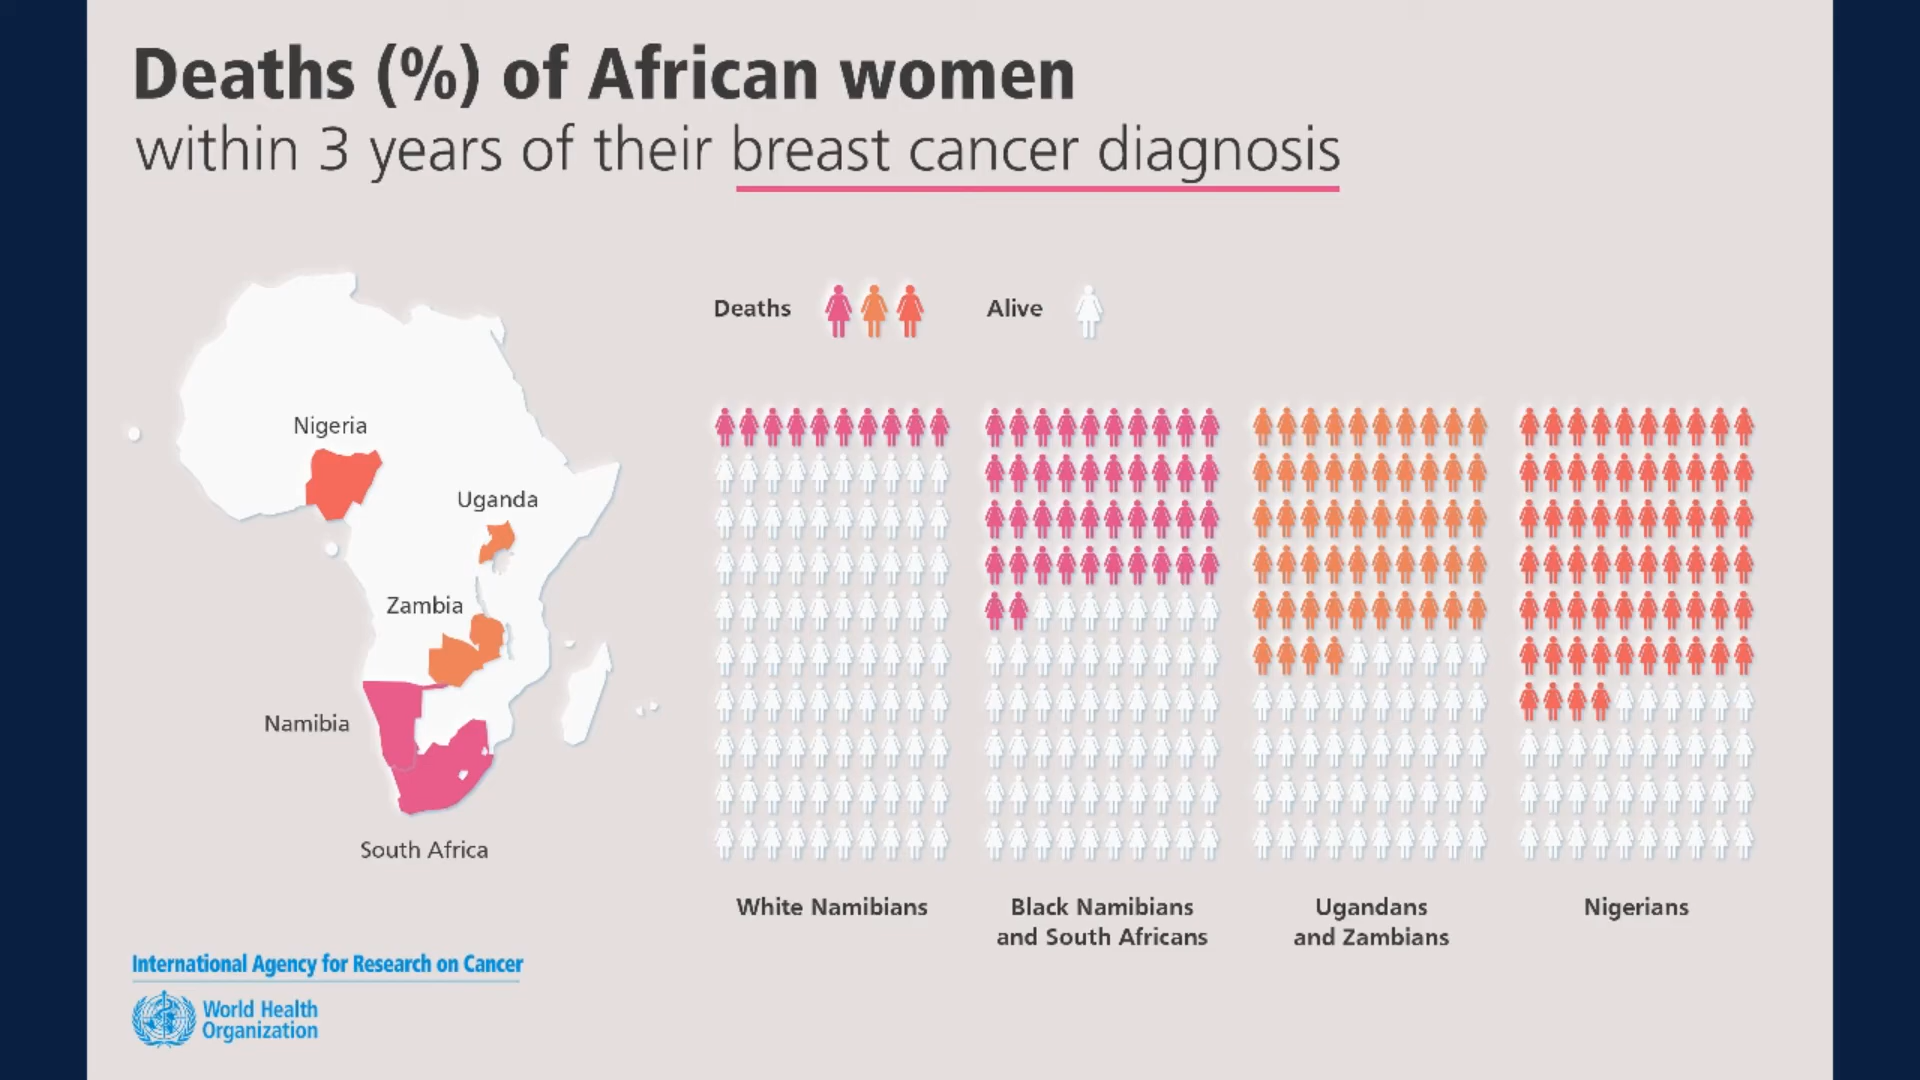 Deaths (%) of African women
within 3 years of their breast cancer diagnosis
Deaths
Alive
Nigeria
Uganda
Zambia
Namibia
South Africa
White Namibians
Black Namibians
and South Africans
Ugandans
and Zambians
Nigerians
International Agency for Research on Cancer
World Health
Organization